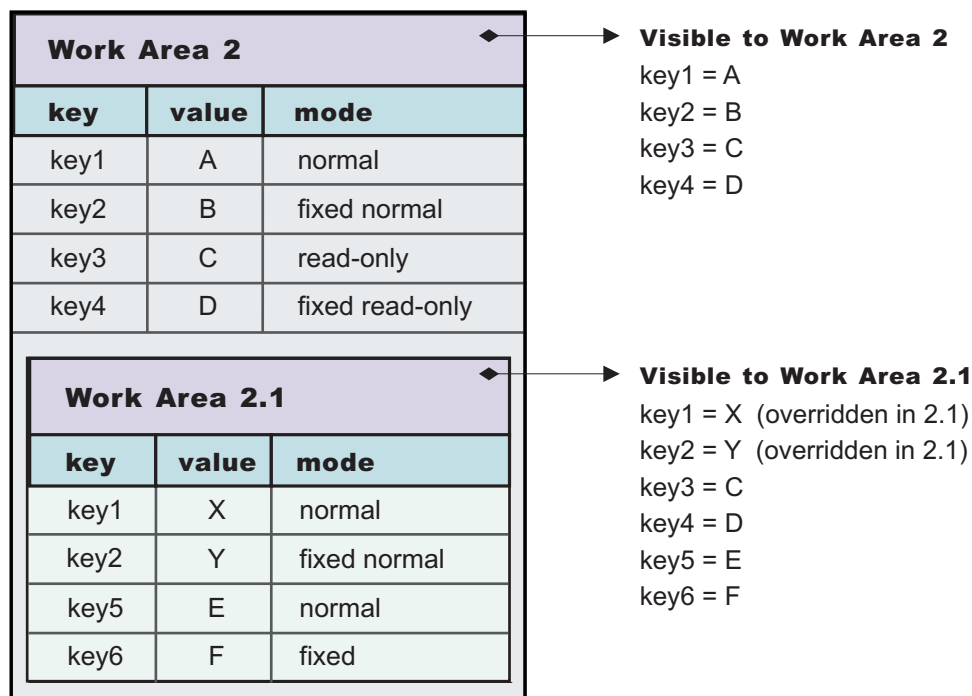 Work Area 2
key value mode
key1 A normal
key2 B fixed normal
key3 C read-only
key4 D fixed read-only
Visible to Work Area 2
key1 = A
key2 = B
key3 = C
key4 = D
Work Area 2.1
key value mode
key1 X normal
key2 Y fixed normal
key5 E normal
key6 F fixed
Visible to Work Area 2.1
key1 = X (overridden in 2.1)
key2 = Y (overridden in 2.1)
key3 = C
key4 = D
key5 = E
key6 = F